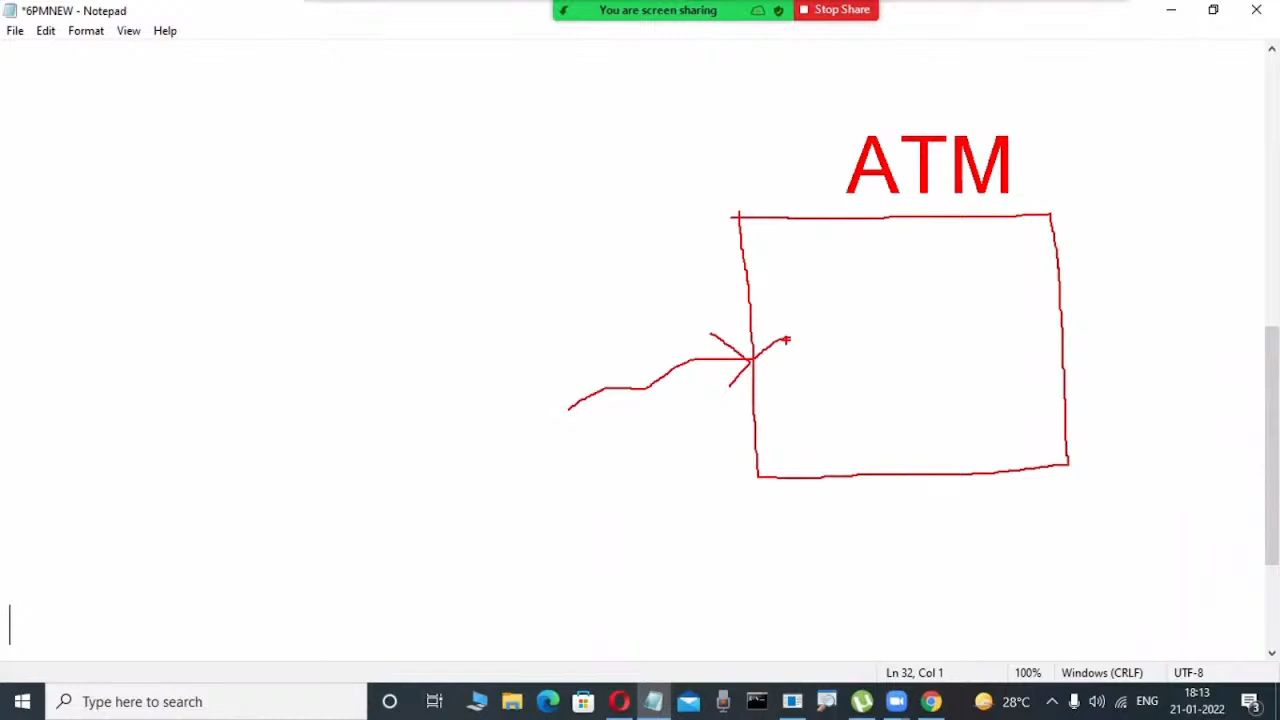 *6PMNEW - Notepad
You are screen sharing
Stop Share
File Edit Format View Help
ATM
Ln 32, Col 1
100%
Windows (CRLF)
UTF-8
Type here to search
28°C
ENG
18:13
21-01-2022
3